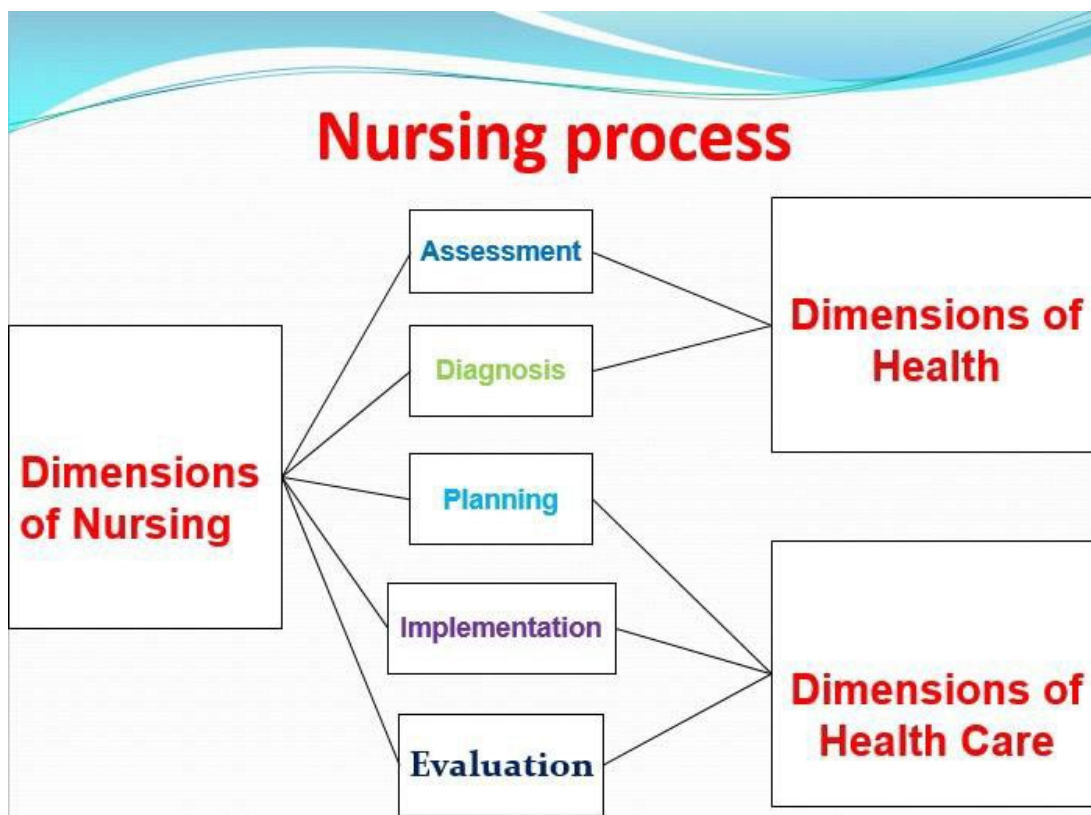 Nursing process
Assessment
Dimensions of
Health
Diagnosis
Dimensions
of Nursing
Planning
Implementation
Dimensions of
Health Care
Evaluation